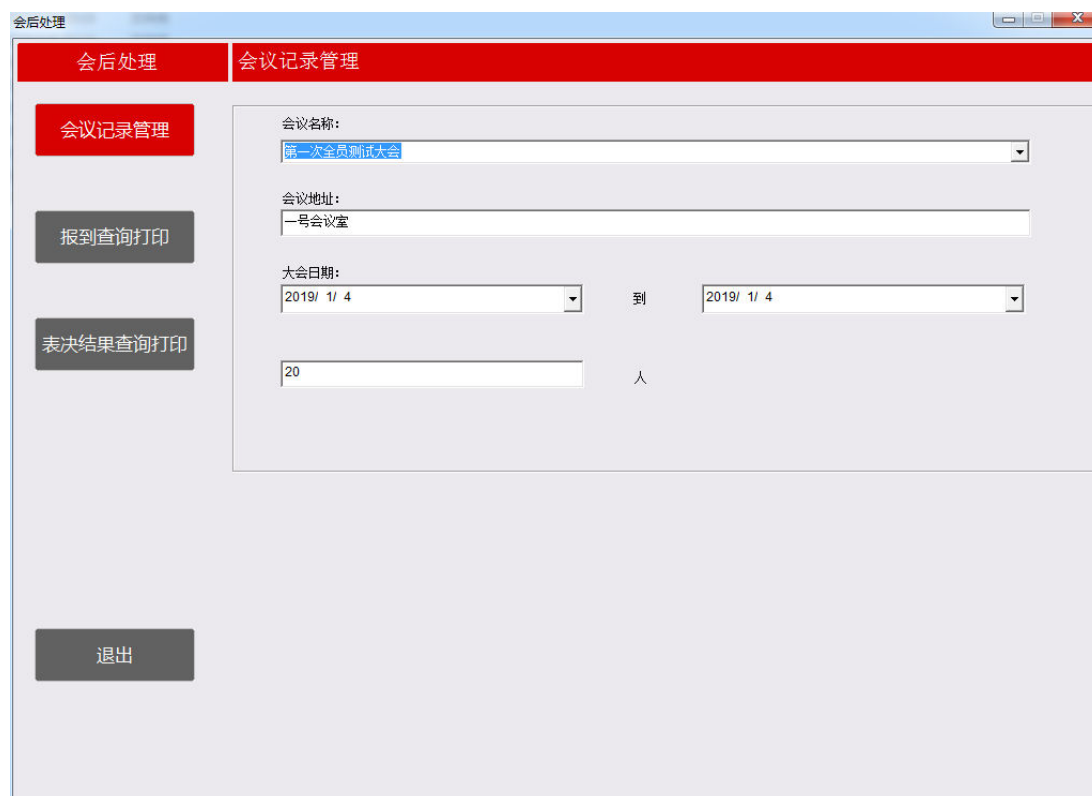 会后处理
会后处理
会议记录管理
会议记录管理
报到查询打印
表决结果查询打印
退出
会议名称:
第一次全员测试大会
会议地址:
一号会议室
大会日期:
2019/ 1/ 4
到
2019/ 1/ 4
20
人